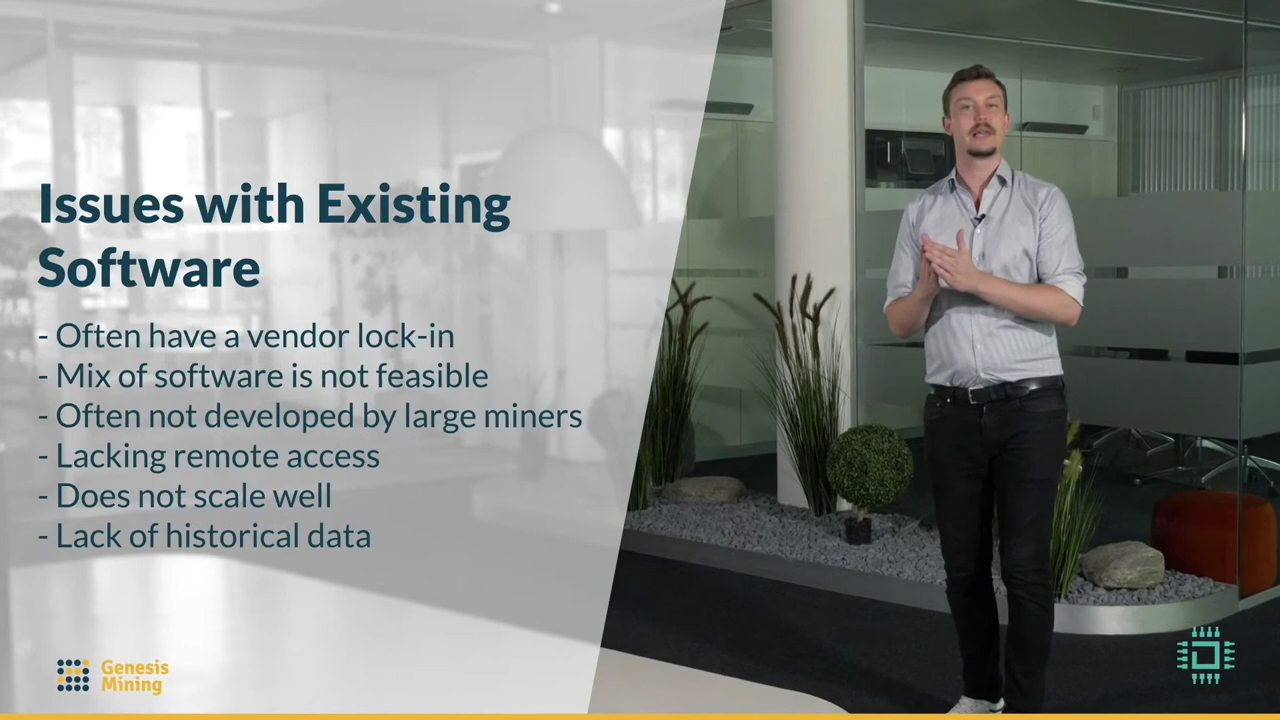 Issues with Existing
Software
- Often have a vendor lock-in
- Mix of software is not feasible
- Often not developed by large miners
- Lacking remote access
- Does not scale well
- Lack of historical data
Genesis
Mining